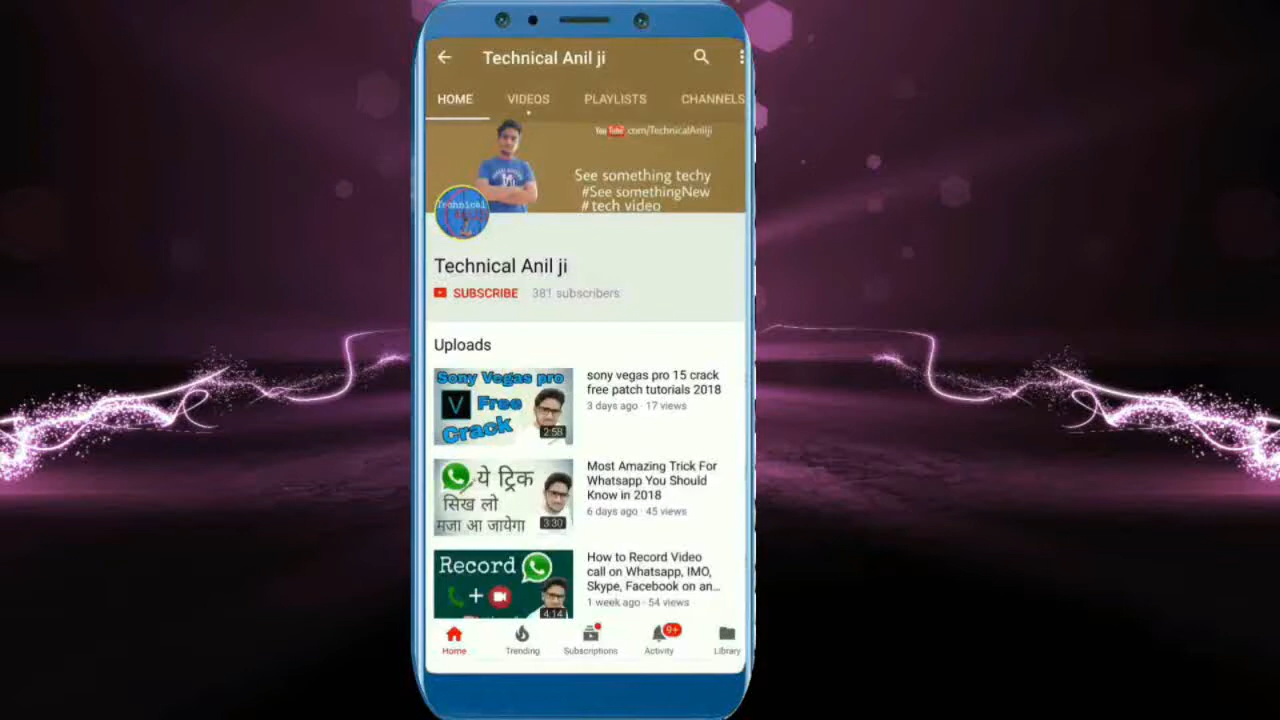 Technical Anil ji
HOME VIDEOS PLAYLISTS CHANNELS
You Tube .com/TechnicalAnilji
See something techy
#See somethingNew
# tech video
Technical
Technical Anil ji
SUBSCRIBE 381 subscribers
Uploads
Sony Vegas pro
Free
Crack
2:58
sony vegas pro 15 crack
free patch tutorials 2018
3 days ago · 17 views
ये ट्रिक
सिख लो
मजा आ जायेगा
3:30
Most Amazing Trick For
Whatsapp You Should
Know in 2018
6 days ago · 45 views
Record
+
4:14
How to Record Video
call on Whatsapp, IMO,
Skype, Facebook on an...
1 week ago · 54 views
9+
Home Trending Subscriptions Activity Library